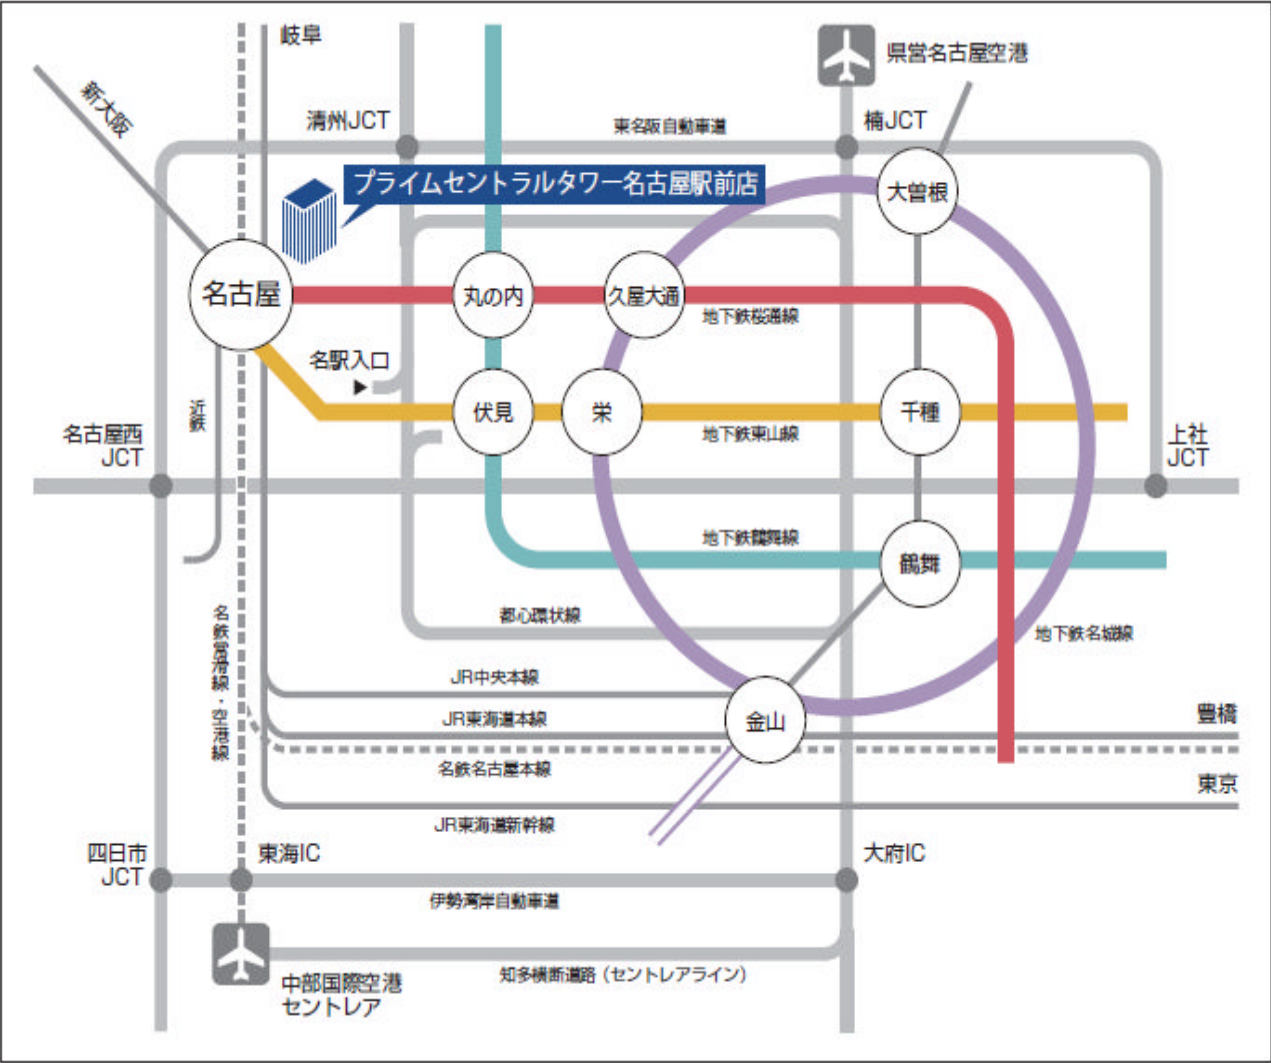 岐阜
県営名古屋空港
新大阪
清州JCT
東名阪自動車道
楠JCT
プライムセントラルタワー名古屋駅前店
大曽根
名古屋
丸の内
久屋大通
地下鉄桜通線
名駅入口
近鉄
伏見
栄
千種
地下鉄東山線
名古屋西
JCT
上社
JCT
地下鉄鶴舞線
鶴舞
名鉄常滑線・空港線
都心環状線
地下鉄名城線
JR中央本線
JR東海道本線
金山
豊橋
名鉄名古屋本線
東京
JR東海道新幹線
四日市
JCT
東海IC
大府IC
伊勢湾岸自動車道
中部国際空港
セントレア
知多横断道路（セントレアライン）